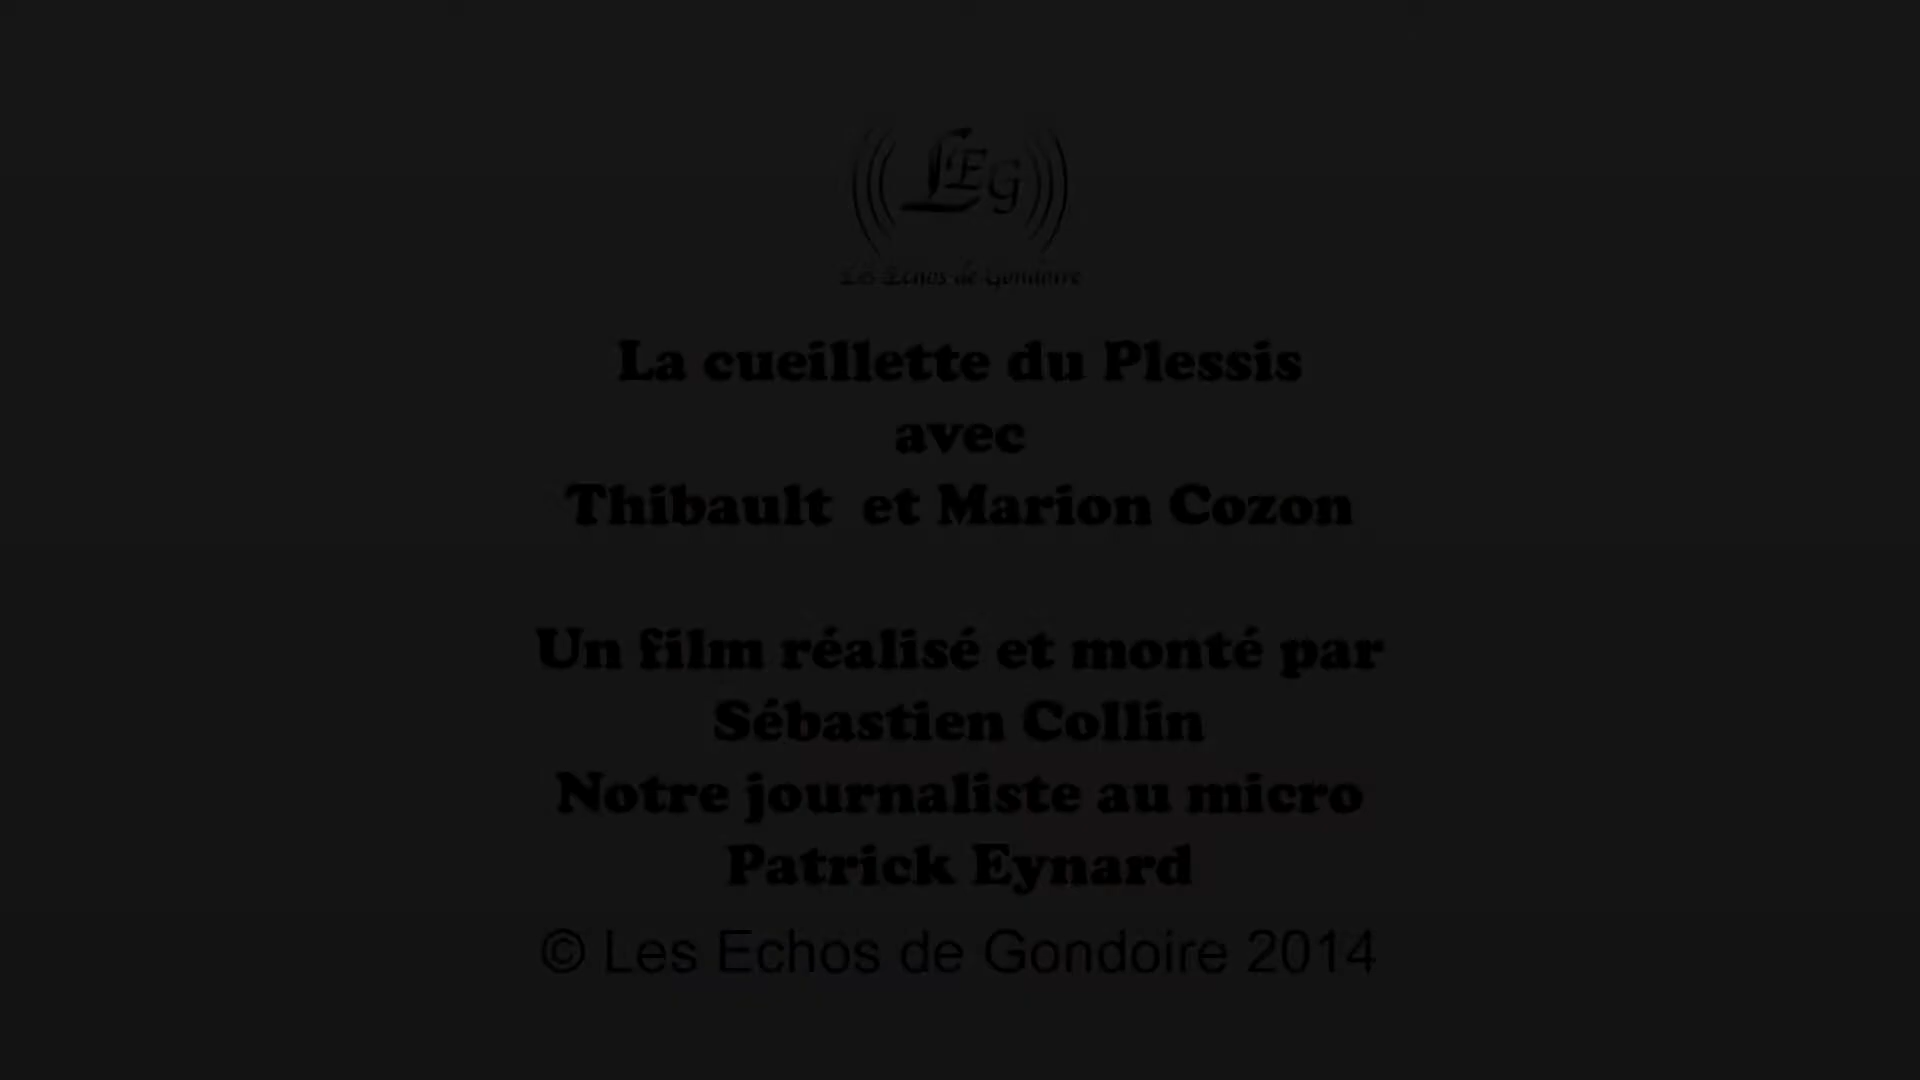 LEG
Les Echos de Gondoire
La cueillette du Plessis
avec
Thibault et Marion Cozon
Un film réalisé et monté par
Sébastien Collin
Notre journaliste au micro
Patrick Eynard
© Les Echos de Gondoire 2014